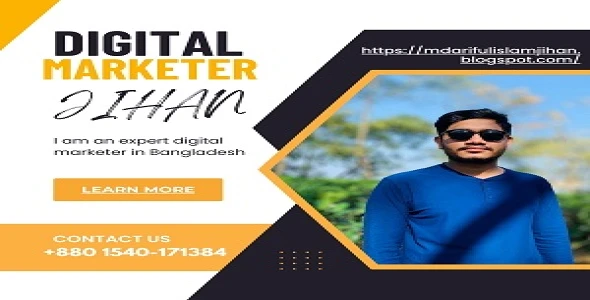 DIGITAL
MARKETER
JIHAN
I am an expert digital
marketer in Bangladesh
LEARN MORE
CONTACT US
+880 1540-171384
https://mdarifulislamjihan.
blogspot.com/